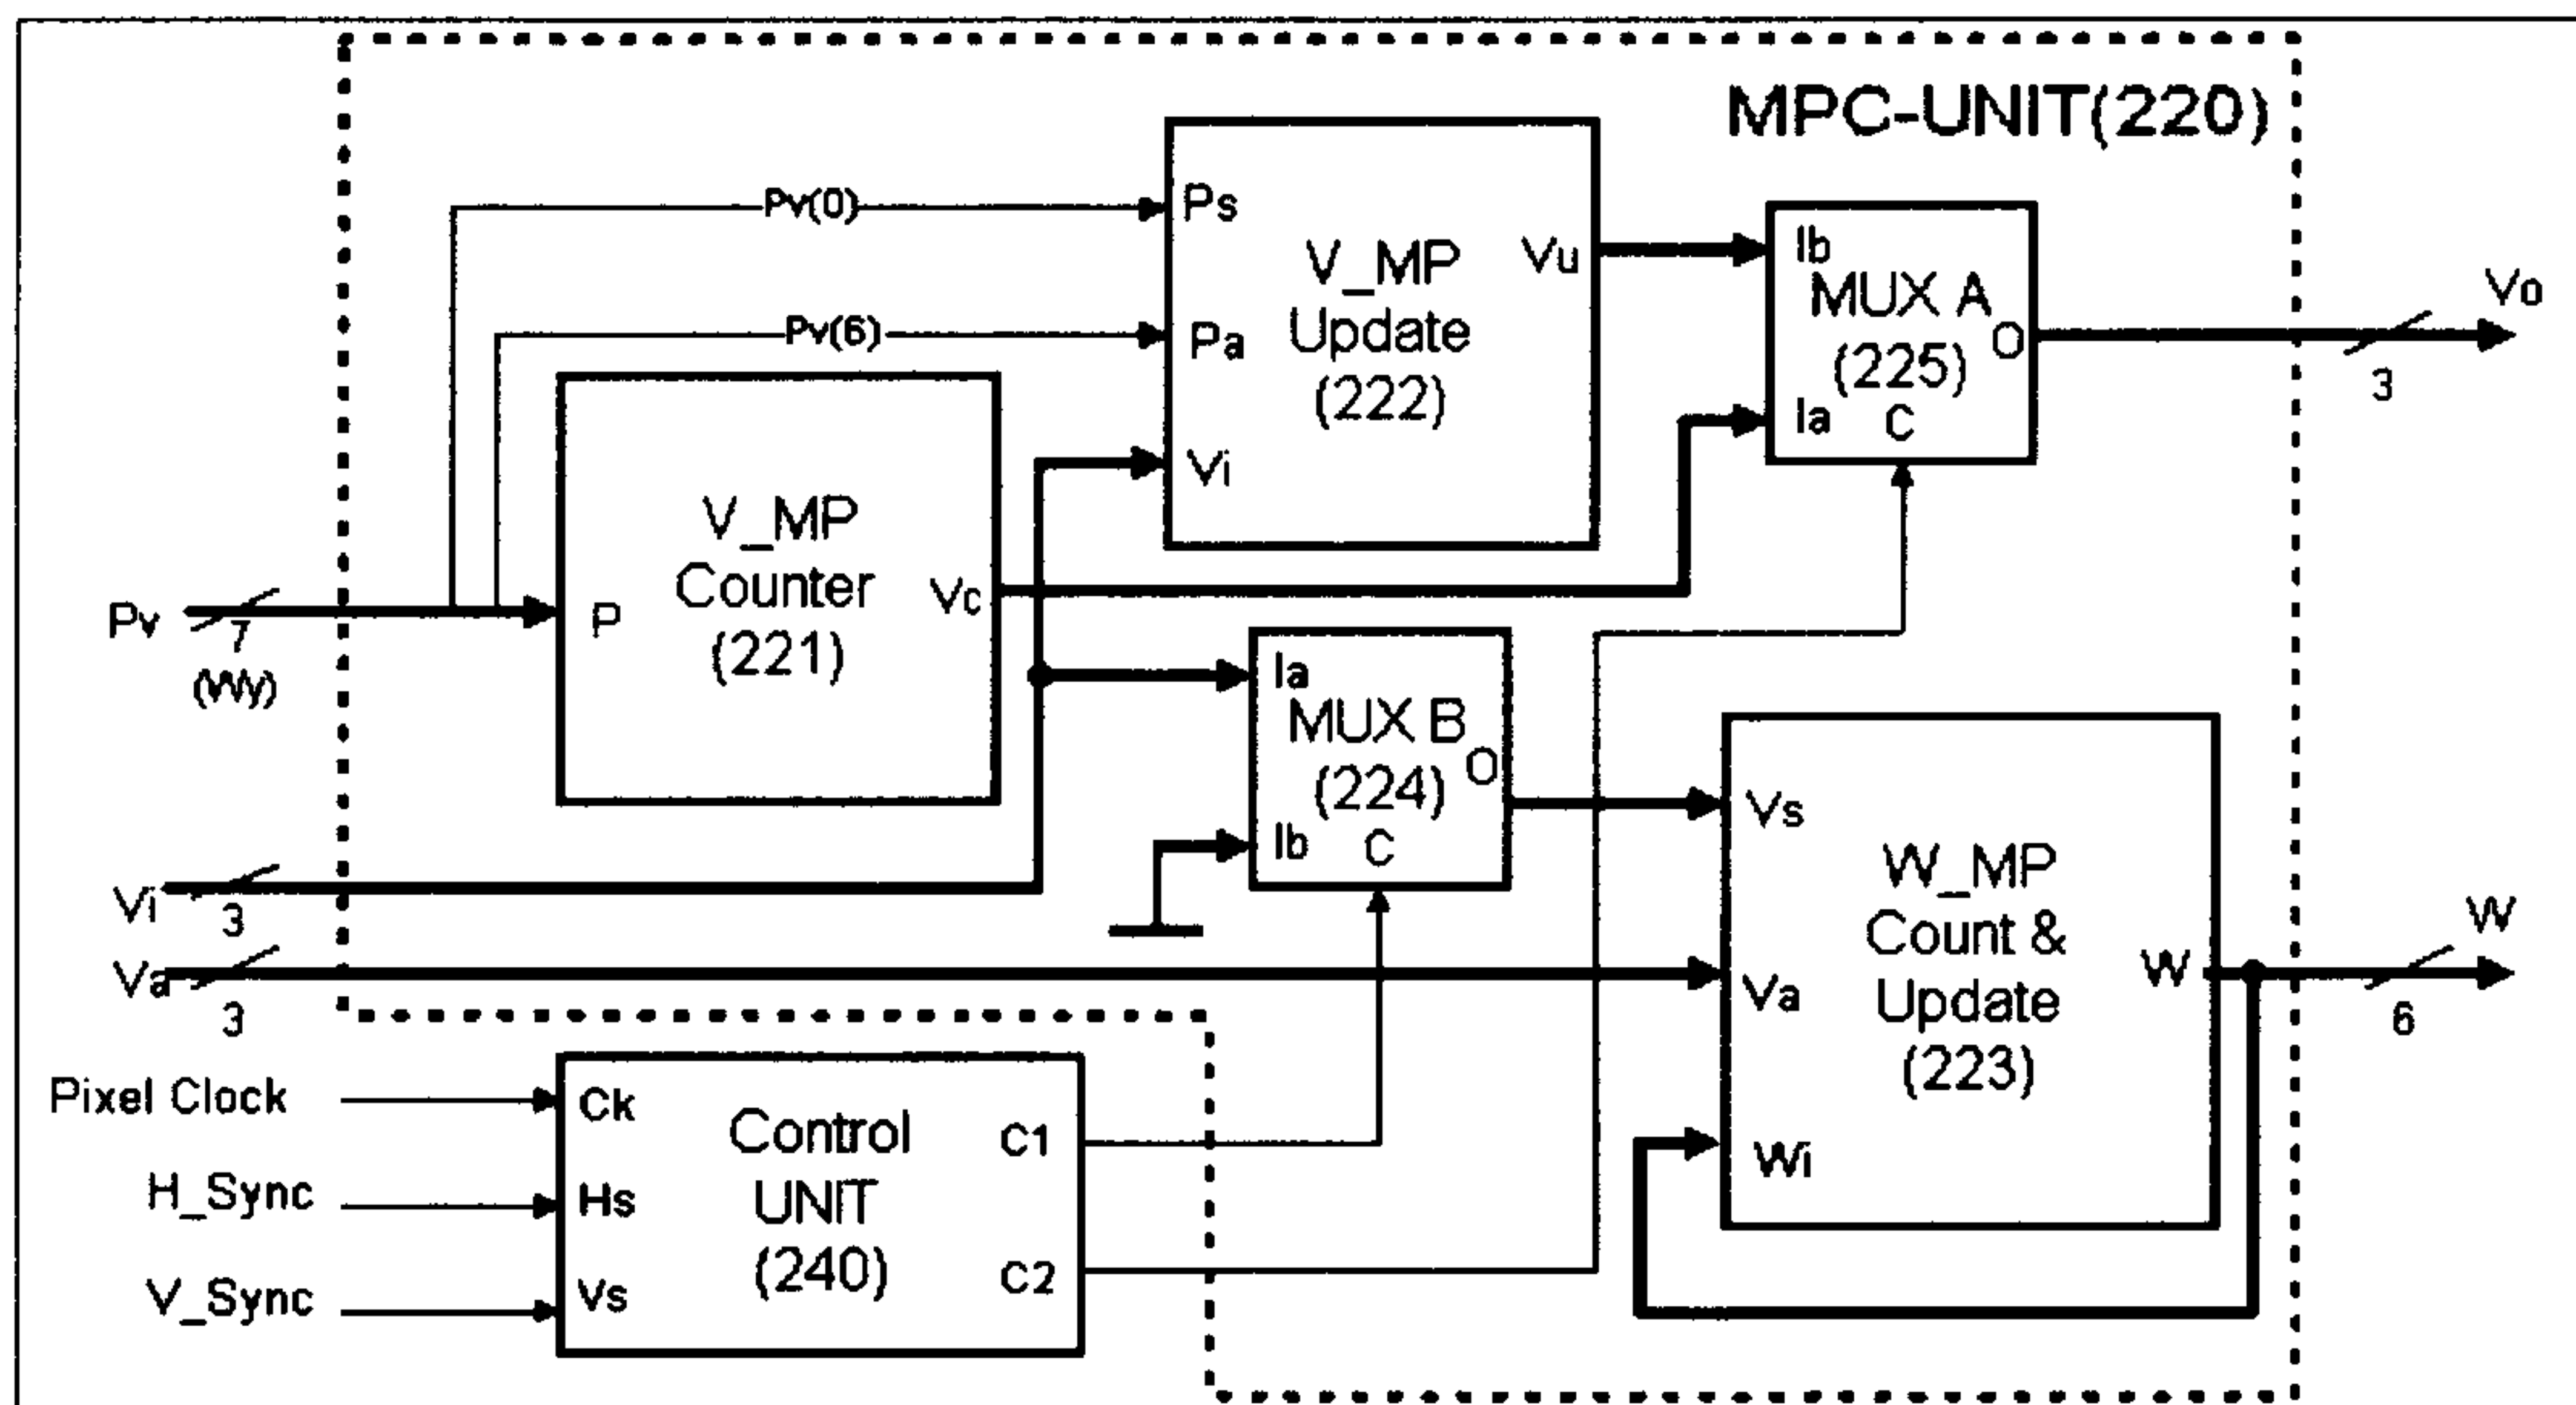 MPC-UNIT(220)
Pv(0)
Ps
V_MP
Update
(222)
Vu
Pv(6)
Pa
Vi
Ib
MUX A
(225)
O
Ia
C
Vo
3
V_MP
Counter
(221)
P
Vc
Pv
7
(Wy)
Ia
MUX B
(224)
O
Ib
C
Vi
3
Va
3
Vs
W_MP
Count &
Update
(223)
Va
W
Wi
W
6
Pixel Clock
H_Sync
V_Sync
Ck
Hs
Vs
Control
UNIT
(240)
C1
C2